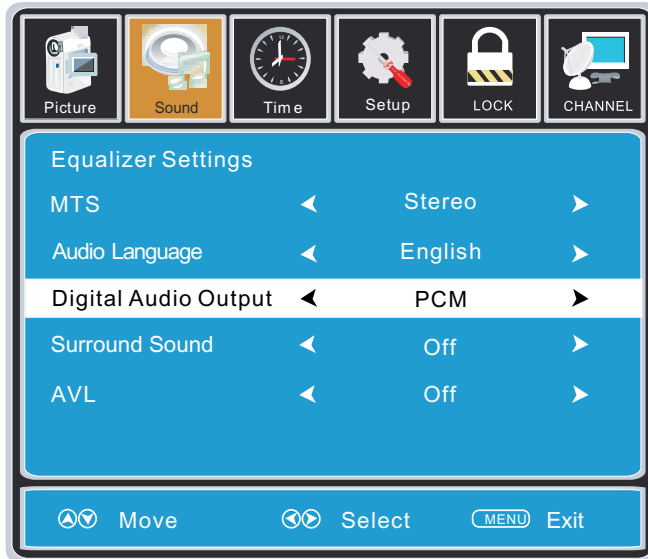 Picture Sound Time Setup LOCK CHANNEL
Equalizer Settings
MTS Stereo
Audio Language English
Digital Audio Output PCM
Surround Sound Off
AVL Off
Move Select MENU Exit